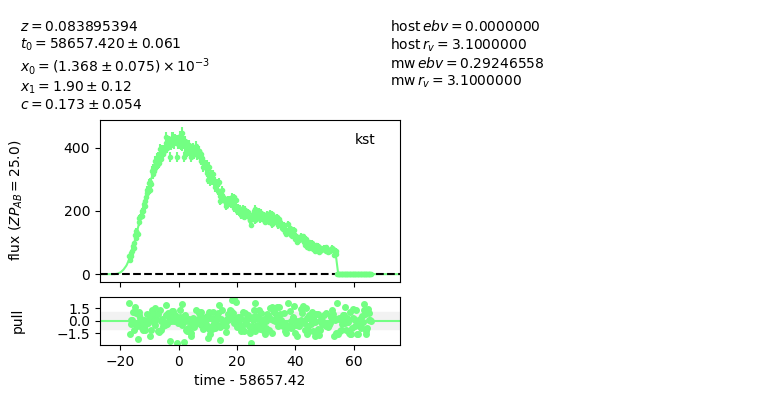 z = 0.083895394
t₀ = 58657.420 ± 0.061
x₀ = (1.368 ± 0.075) × 10⁻³
x₁ = 1.90 ± 0.12
c = 0.173 ± 0.054
host ebv = 0.0000000
host r_v = 3.1000000
mw ebv = 0.29246558
mw r_v = 3.1000000
kst
flux (ZP_AB = 25.0)
400
200
0
pull
1.5
0.0
−1.5
−20 0 20 40 60
time - 58657.42